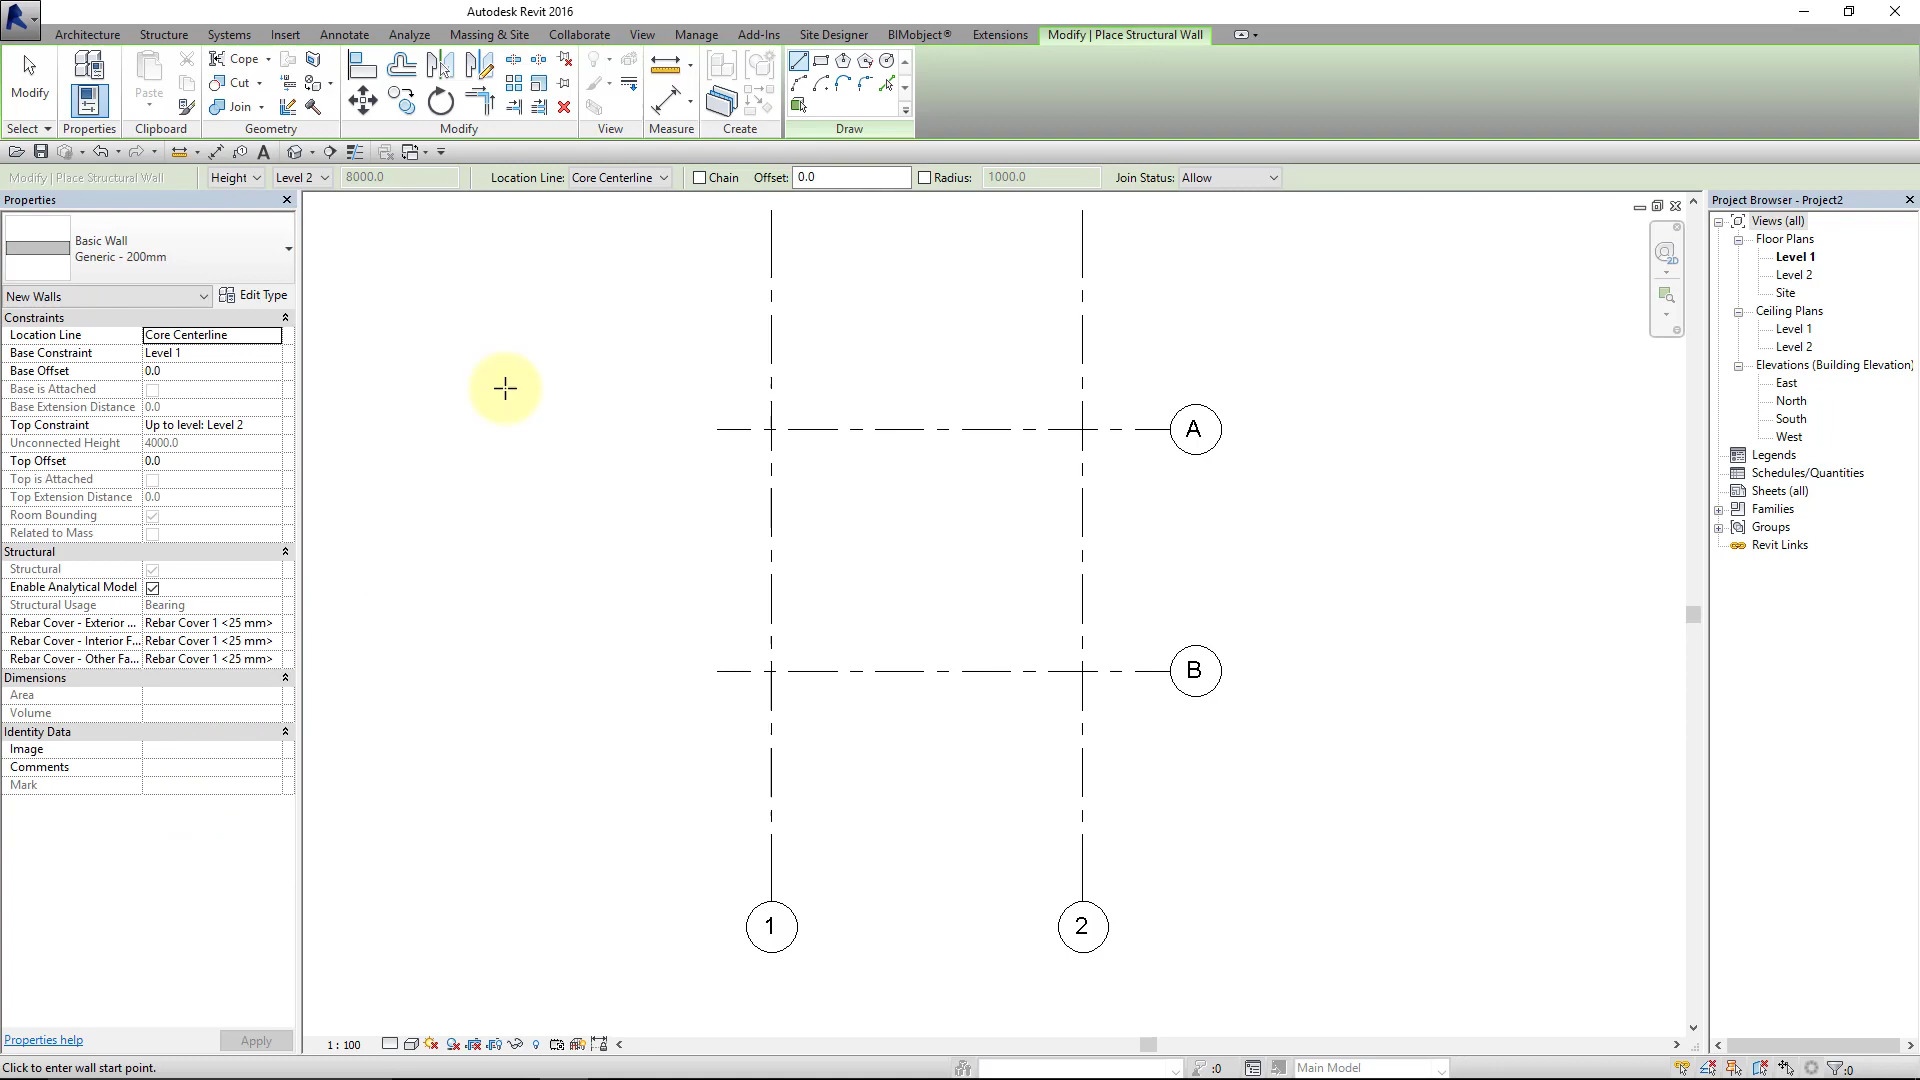 Autodesk Revit 2016
Architecture Structure Systems Insert Annotate Analyze Massing & Site Collaborate View Manage Add-Ins Site Designer BIMobject® Extensions Modify | Place Structural Wall
Modify
Paste
Cope
Cut
Join
Select Properties Clipboard Geometry Modify View Measure Create Draw
A
Modify | Place Structural Wall Height Level 2 8000.0 Location Line: Core Centerline Chain Offset: 0.0 Radius: 1000.0 Join Status: Allow
Properties
Basic Wall
Generic - 200mm
New Walls Edit Type
Constraints
Location Line Core Centerline
Base Constraint Level 1
Base Offset 0.0
Base is Attached
Base Extension Distance 0.0
Top Constraint Up to level: Level 2
Unconnected Height 4000.0
Top Offset 0.0
Top is Attached
Top Extension Distance 0.0
Room Bounding
Related to Mass
Structural
Structural
Enable Analytical Model
Structural Usage Bearing
Rebar Cover - Exterior ... Rebar Cover 1 <25 mm>
Rebar Cover - Interior F... Rebar Cover 1 <25 mm>
Rebar Cover - Other Fa... Rebar Cover 1 <25 mm>
Dimensions
Area
Volume
Identity Data
Image
Comments
Mark
Properties help Apply
A
B
1 2
2D
Project Browser - Project2
Views (all)
Floor Plans
Level 1
Level 2
Site
Ceiling Plans
Level 1
Level 2
Elevations (Building Elevation)
East
North
South
West
Legends
Schedules/Quantities
Sheets (all)
Families
Groups
Revit Links
1 : 100
Click to enter wall start point. :0 Main Model :0